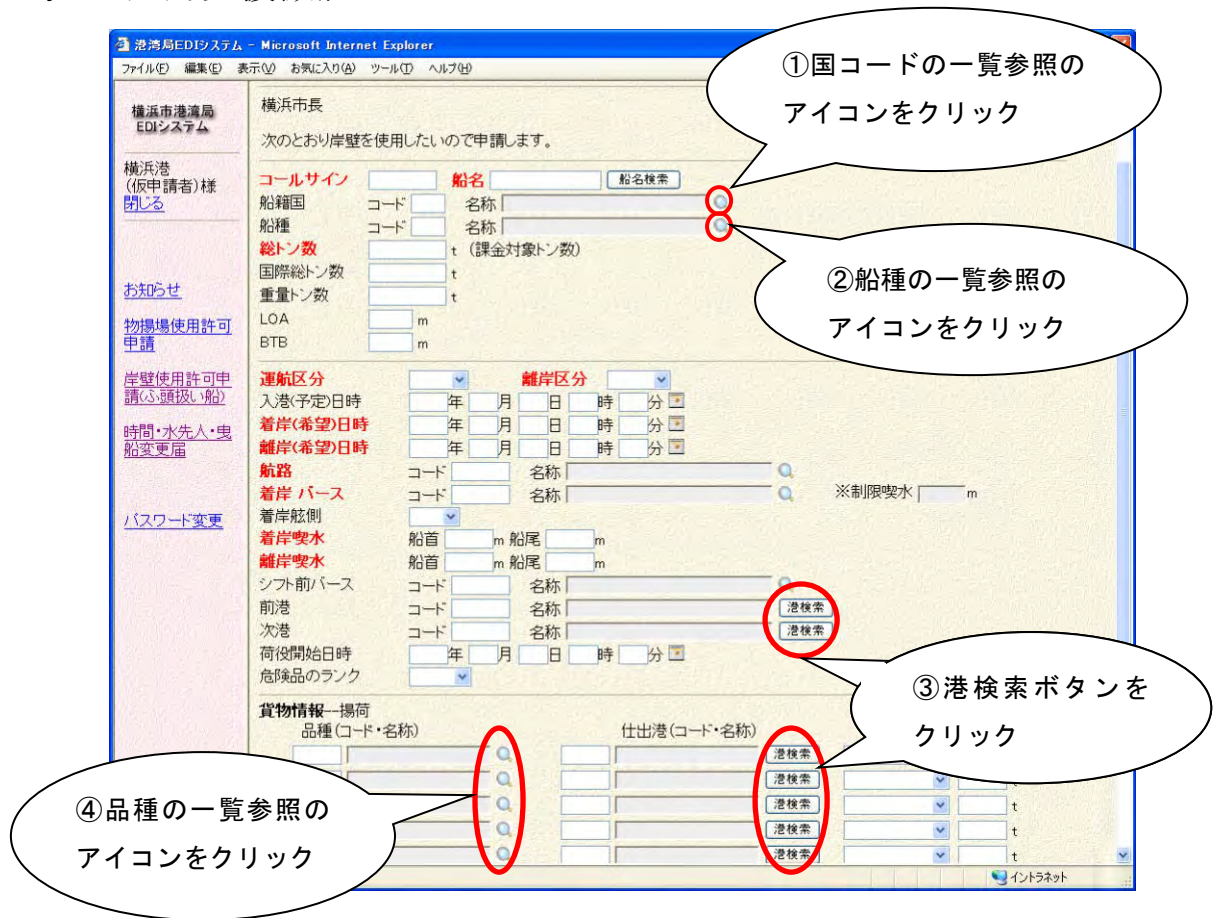 港湾局EDIシステム - Microsoft Internet Explorer
ファイル(F) 編集(E) 表示(V) お気に入り(A) ツール(T) ヘルプ(H)
①国コードの一覧参照の
アイコンをクリック
横浜市港湾局
EDIシステム
横浜港
(仮申請者)様
閉じる
お知らせ
物揚場使用許可
申請
岸壁使用許可申
請(ふ頭扱い船)
時間・水先人・曳
船変更届
パスワード変更
横浜市長
次のとおり岸壁を使用したいので申請します。
コールサイン 船名 船名検索
船籍国 コード 名称
船種 コード 名称
総トン数 t (課金対象トン数)
国際総トン数 t
重量トン数 t
LOA m
BTB m
②船種の一覧参照の
アイコンをクリック
運航区分 離岸区分
入港(予定)日時 年 月 日 時 分
着岸(希望)日時 年 月 日 時 分
離岸(希望)日時 年 月 日 時 分
航路 コード 名称
着岸 バース コード 名称 ※制限喫水 m
着岸舷側
着岸喫水 船首 m 船尾 m
離岸喫水 船首 m 船尾 m
シフト前バース コード 名称
前港 コード 名称 港検索
次港 コード 名称 港検索
荷役開始日時 年 月 日 時 分
危険品のランク
③港検索ボタンを
クリック
貨物情報--揚荷
品種(コード・名称) 仕出港(コード・名称)
港検索
港検索 t
港検索 t
港検索 t
港検索 t
④品種の一覧参照の
アイコンをクリック
イントラネット